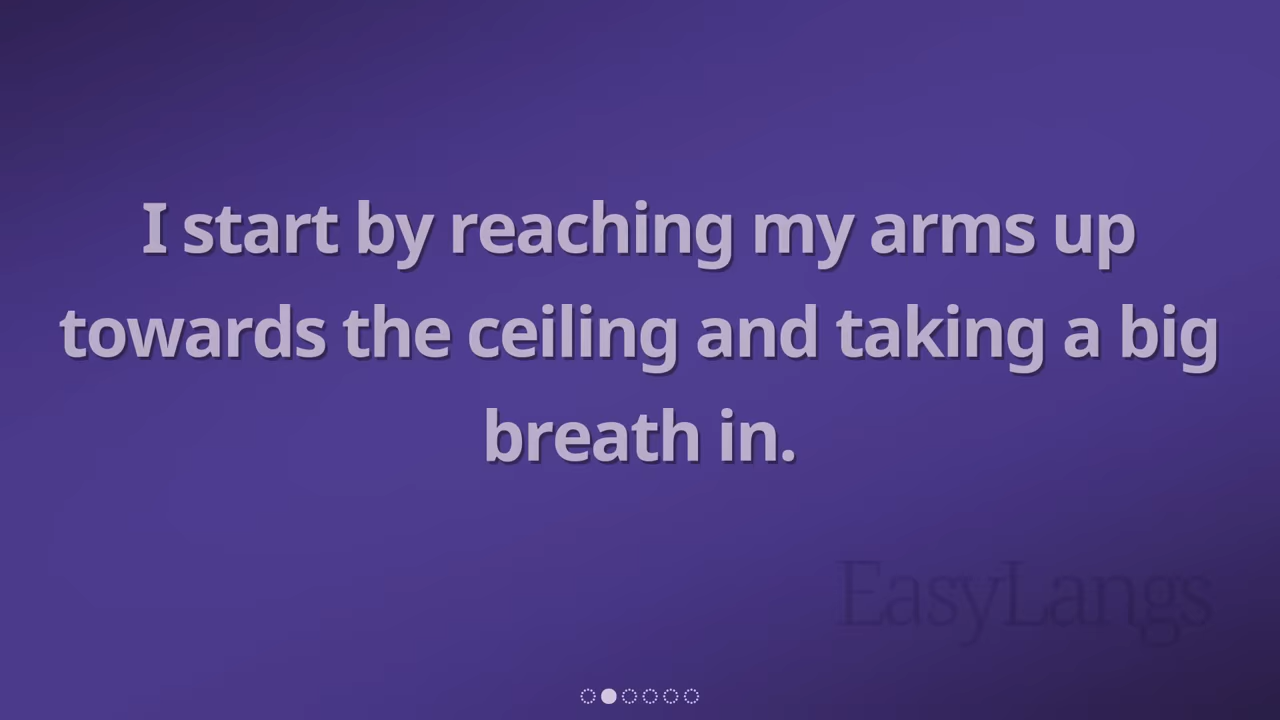 I start by reaching my arms up
towards the ceiling and taking a big
breath in.
EasyLangs